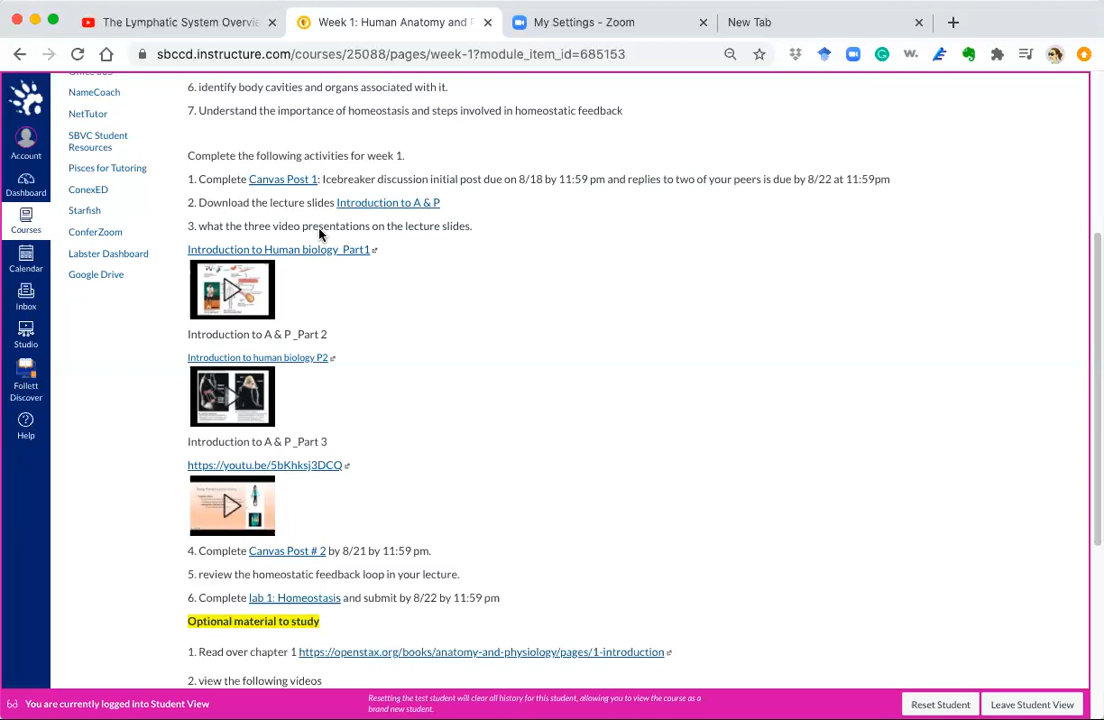 The Lymphatic System Overvie
Week 1: Human Anatomy and P
My Settings - Zoom
New Tab
sbccd.instructure.com/courses/25088/pages/week-1?module_item_id=685153
NameCoach
NetTutor
SBVC Student
Resources
Pisces for Tutoring
ConexED
Starfish
ConferZoom
Labster Dashboard
Google Drive
Account
Dashboard
Courses
Calendar
Inbox
Studio
Follett
Discover
Help
6. identify body cavities and organs associated with it.
7. Understand the importance of homeostasis and steps involved in homeostatic feedback
Complete the following activities for week 1.
1. Complete Canvas Post 1: Icebreaker discussion initial post due on 8/18 by 11:59 pm and replies to two of your peers is due by 8/22 at 11:59pm
2. Download the lecture slides Introduction to A & P
3. what the three video presentations on the lecture slides.
Introduction to Human biology_Part1
Introduction to A & P _Part 2
Introduction to human biology P2
Introduction to A & P _Part 3
https://youtu.be/5bKhksj3DCQ
4. Complete Canvas Post # 2 by 8/21 by 11:59 pm.
5. review the homeostatic feedback loop in your lecture.
6. Complete lab 1: Homeostasis and submit by 8/22 by 11:59 pm
Optional material to study
1. Read over chapter 1 https://openstax.org/books/anatomy-and-physiology/pages/1-introduction
2. view the following videos
You are currently logged into Student View
Resetting the test student will clear all history for this student, allowing you to view the course as a
brand new student.
Reset Student
Leave Student View